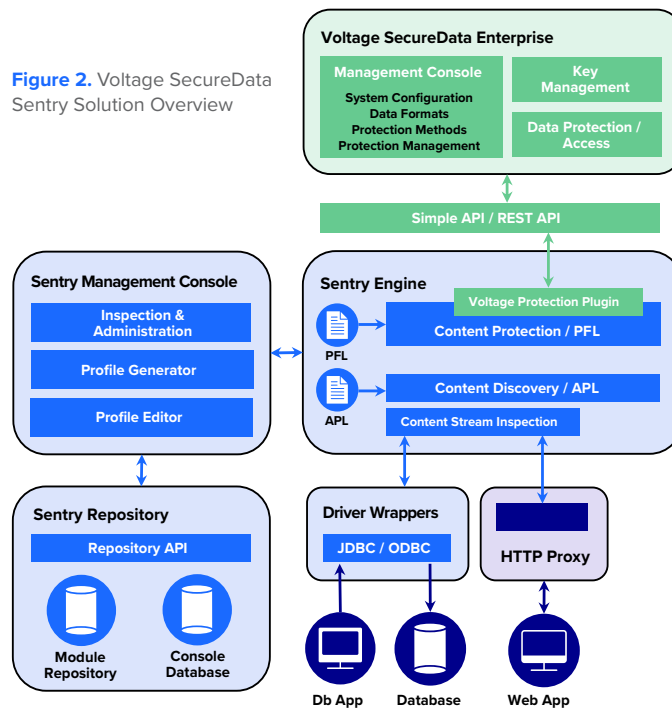 Figure 2. Voltage SecureData
Sentry Solution Overview
Voltage SecureData Enterprise
Management Console
System Configuration
Data Formats
Protection Methods
Protection Management
Key
Management
Data Protection /
Access
Simple API / REST API
Sentry Management Console
Inspection &
Administration
Profile Generator
Profile Editor
Sentry Engine
Voltage Protection Plugin
PFL
Content Protection / PFL
APL
Content Discovery / APL
Content Stream Inspection
Sentry Repository
Repository API
Module
Repository
Console
Database
Driver Wrappers
JDBC / ODBC
HTTP Proxy
Db App
Database
Web App